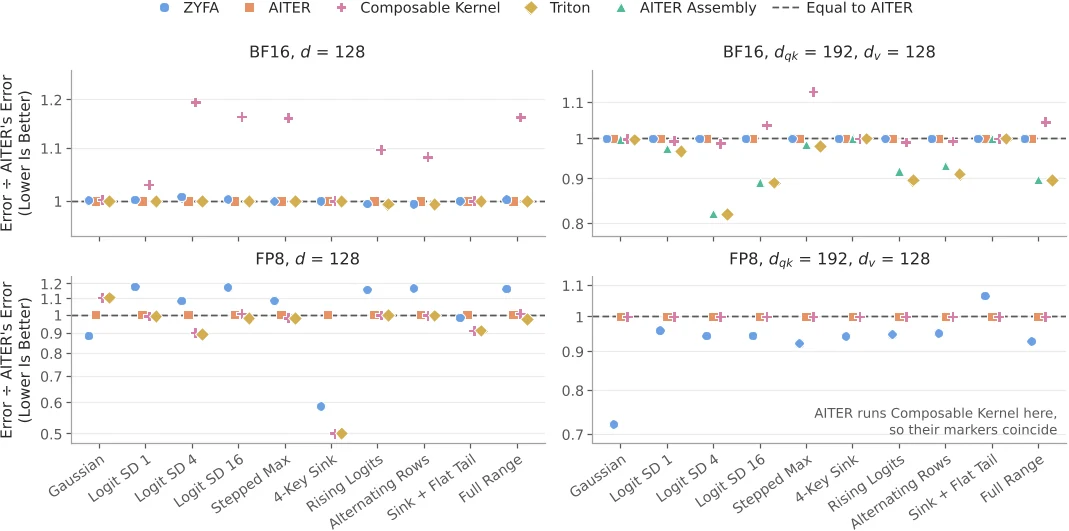 ZYFA AITER Composable Kernel Triton AITER Assembly Equal to AITER
BF16, d = 128
Error ÷ AITER's Error
(Lower Is Better)
1.2
1.1
1
BF16, dqk = 192, dv = 128
1.1
1
0.9
0.8
FP8, d = 128
Error ÷ AITER's Error
(Lower Is Better)
1.2
1.1
1
0.9
0.8
0.7
0.6
0.5
Gaussian
Logit SD 1
Logit SD 4
Logit SD 16
Stepped Max
4-Key Sink
Rising Logits
Alternating Rows
Sink + Flat Tail
Full Range
FP8, dqk = 192, dv = 128
1.1
1
0.9
0.8
0.7
AITER runs Composable Kernel here,
so their markers coincide
Gaussian
Logit SD 1
Logit SD 4
Logit SD 16
Stepped Max
4-Key Sink
Rising Logits
Alternating Rows
Sink + Flat Tail
Full Range